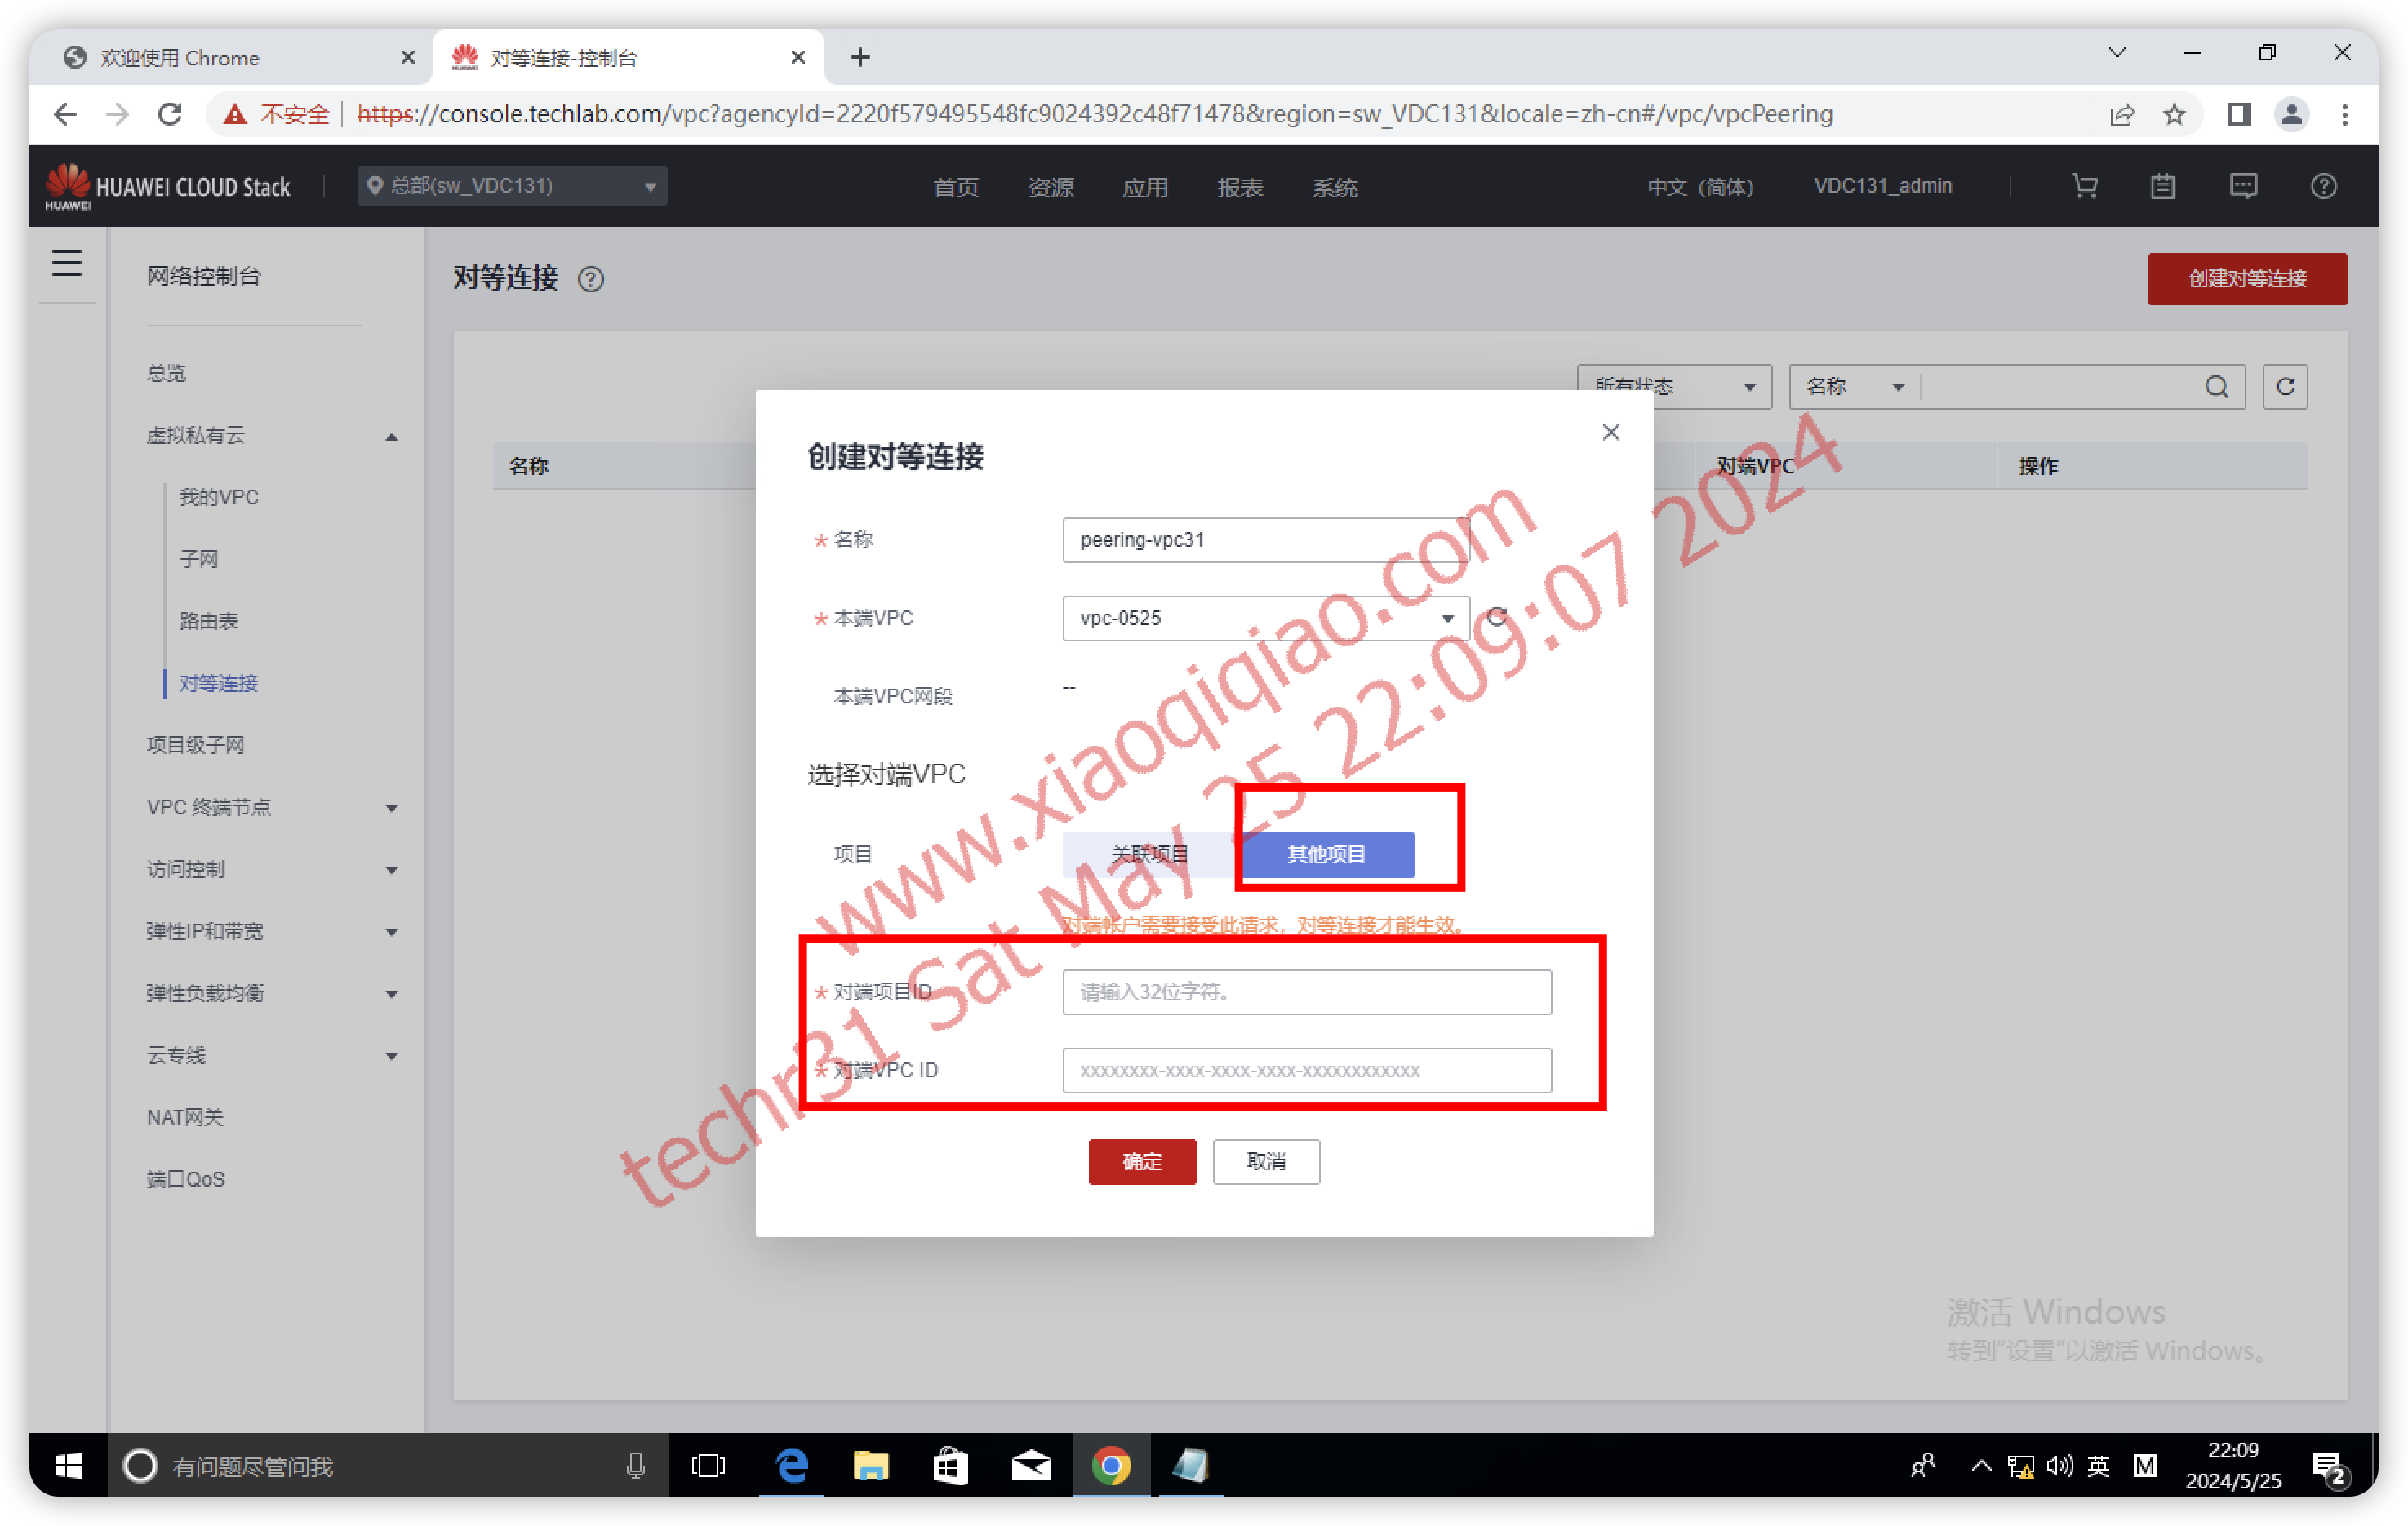 欢迎使用 Chrome
对等连接-控制台
不安全 https://console.techlab.com/vpc?agencyId=2220f579495548fc9024392c48f71478&region=sw_VDC131&locale=zh-cn#/vpc/vpcPeering
HUAWEI
HUAWEI CLOUD Stack
总部(sw_VDC131)
首页 资源 应用 报表 系统
中文（简体）
VDC131_admin
网络控制台
总览
虚拟私有云
我的VPC
子网
路由表
对等连接
项目级子网
VPC 终端节点
访问控制
弹性IP和带宽
弹性负载均衡
云专线
NAT网关
端口QoS
对等连接
创建对等连接
所有状态
名称
名称
对端VPC
操作
创建对等连接
* 名称
peering-vpc31
* 本端VPC
vpc-0525
本端VPC网段
--
选择对端VPC
项目
关联项目
其他项目
对端帐户需要接受此请求，对等连接才能生效。
* 对端项目ID
请输入32位字符。
* 对端VPC ID
xxxxxxxx-xxxx-xxxx-xxxx-xxxxxxxxxxxx
确定
取消
www.xiaoqiqiao.com
techr31 Sat May 25 22:09:07 2024
激活 Windows
转到"设置"以激活 Windows。
有问题尽管问我
英
M
22:09
2024/5/25
2